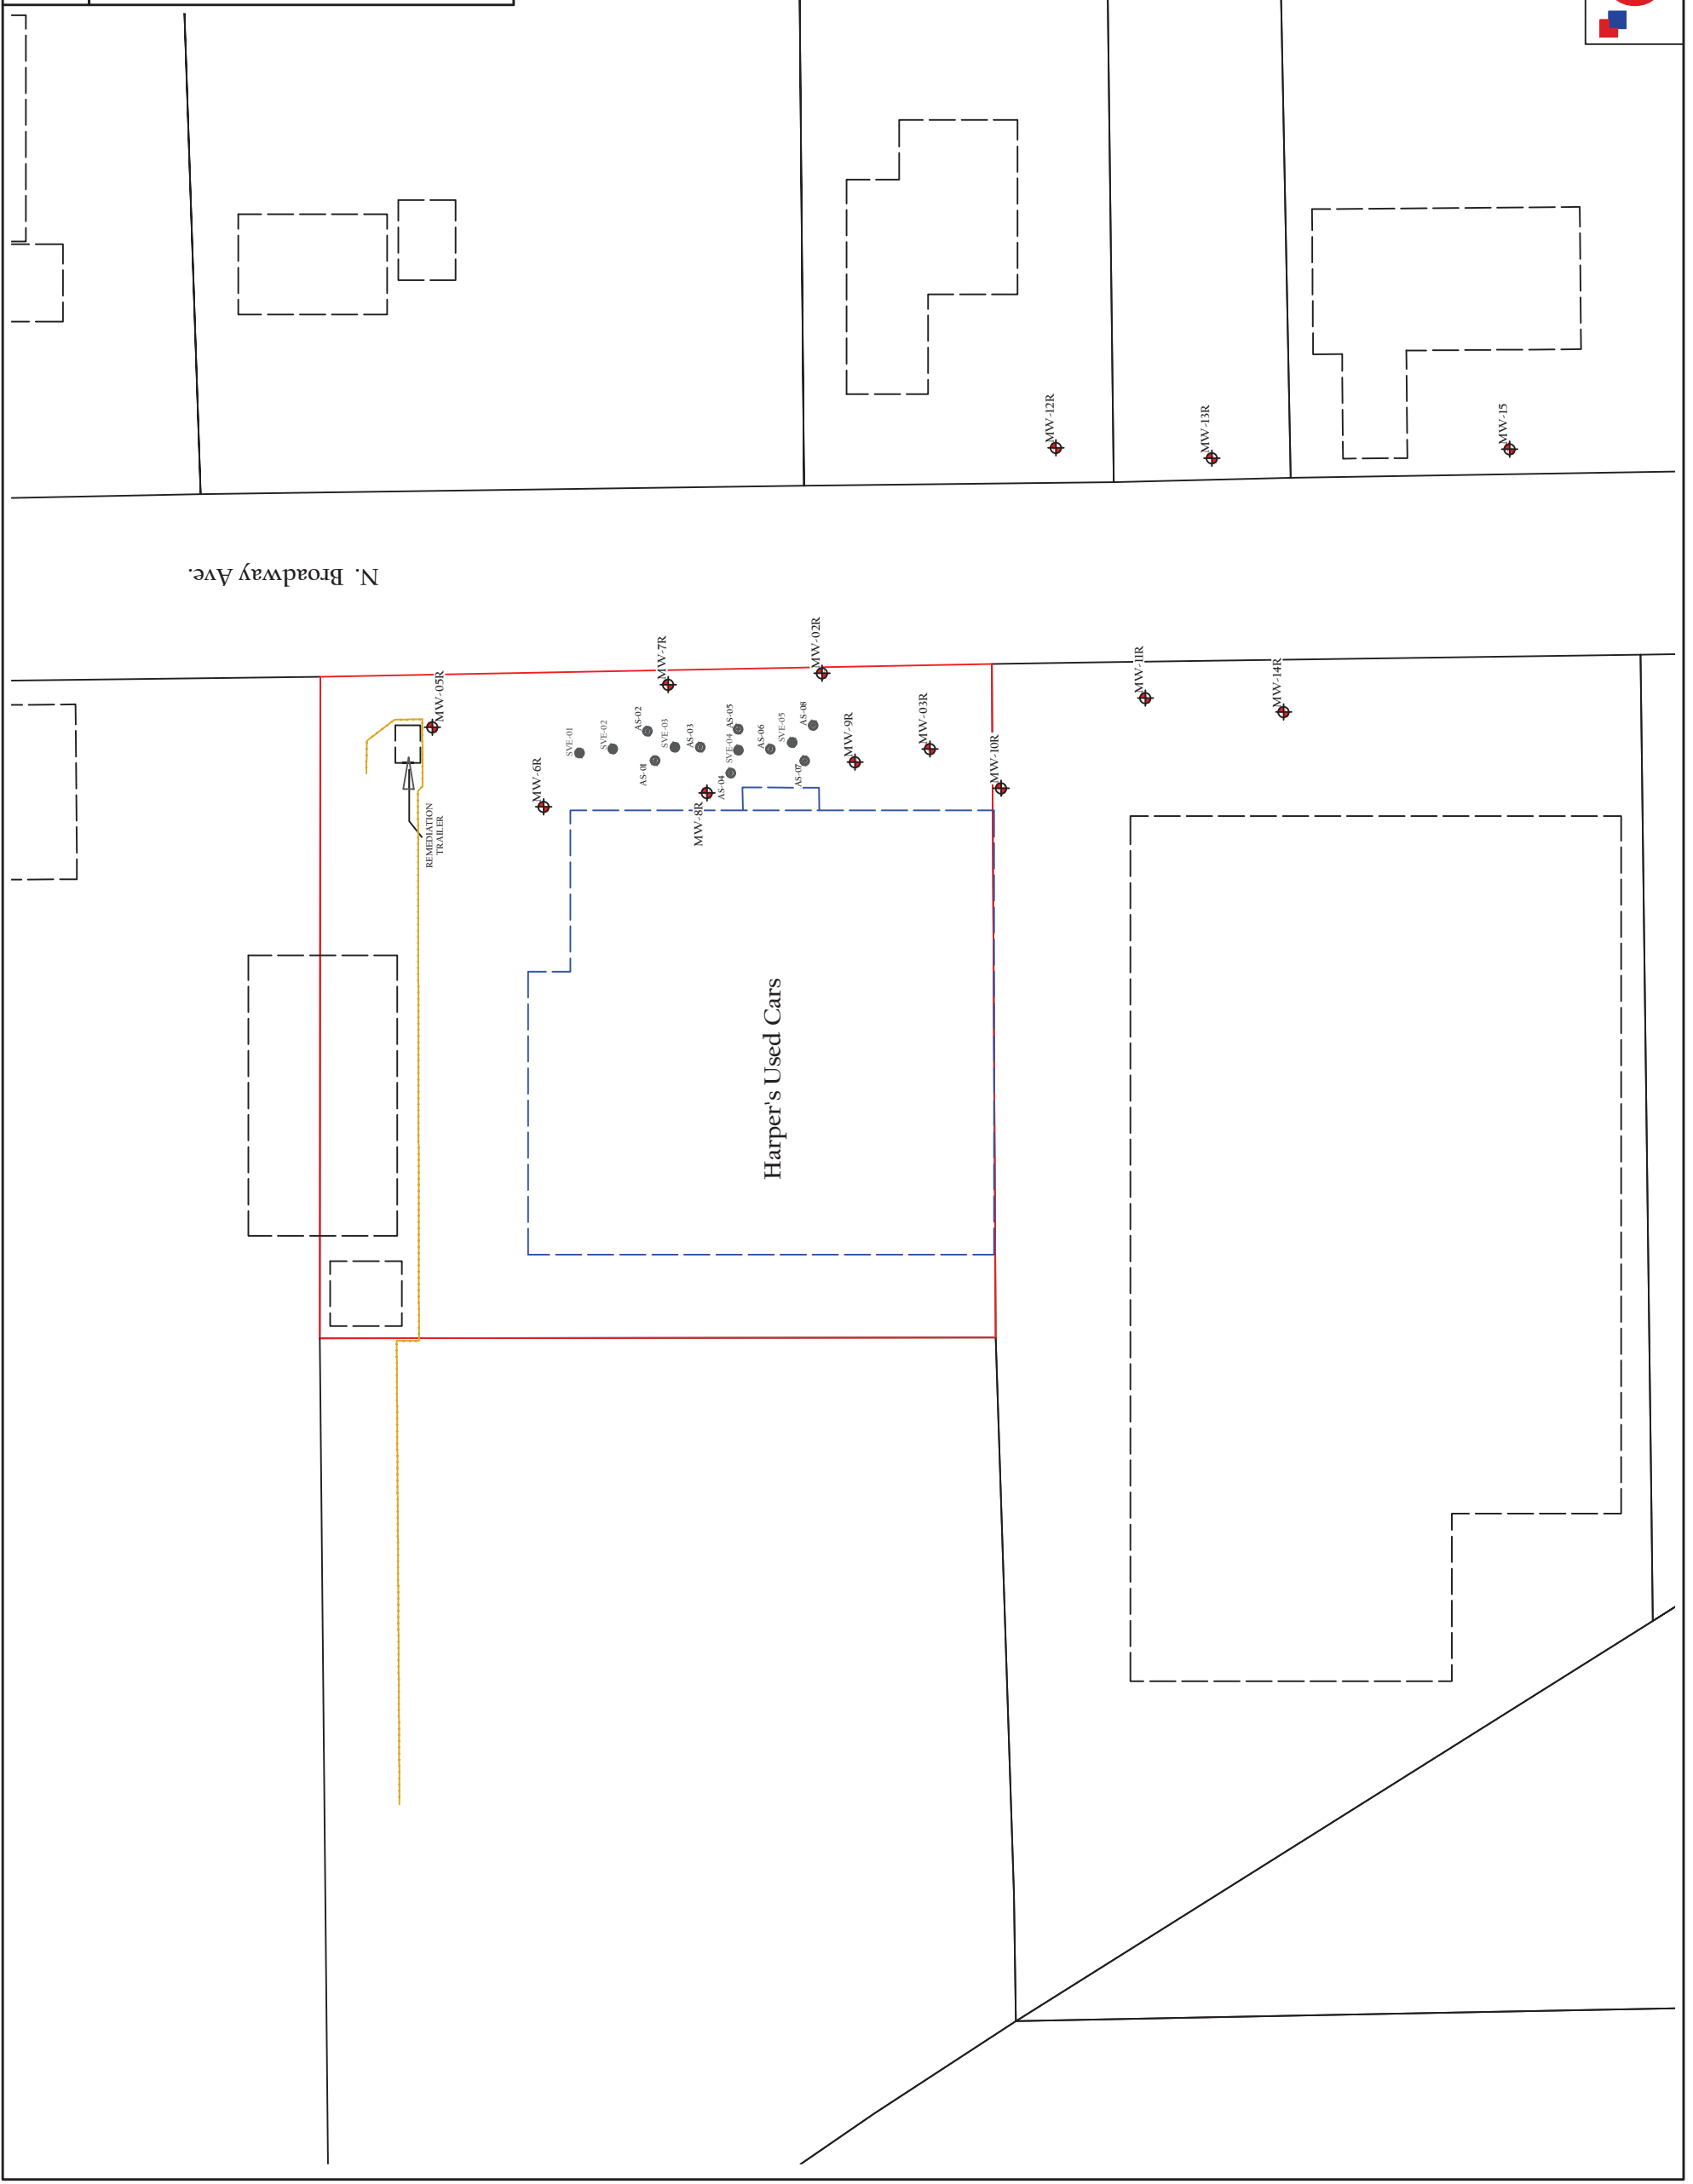 MW-12R
MW-13R
MW-15
N. Broadway Ave.
MW-05R
MW-7R
MW-02R
MW-11R
MW-14R
SVE-01
SVE-02
AS-02
SVE-03
AS-03
AS-05
SVE-04
AS-06
SVE-05
AS-08
MW-9R
MW-03R
MW-10R
MW-6R
AS-01
AS-04
AS-07
MW-8R
REMEDIATION
TRAILER
Harper's Used Cars